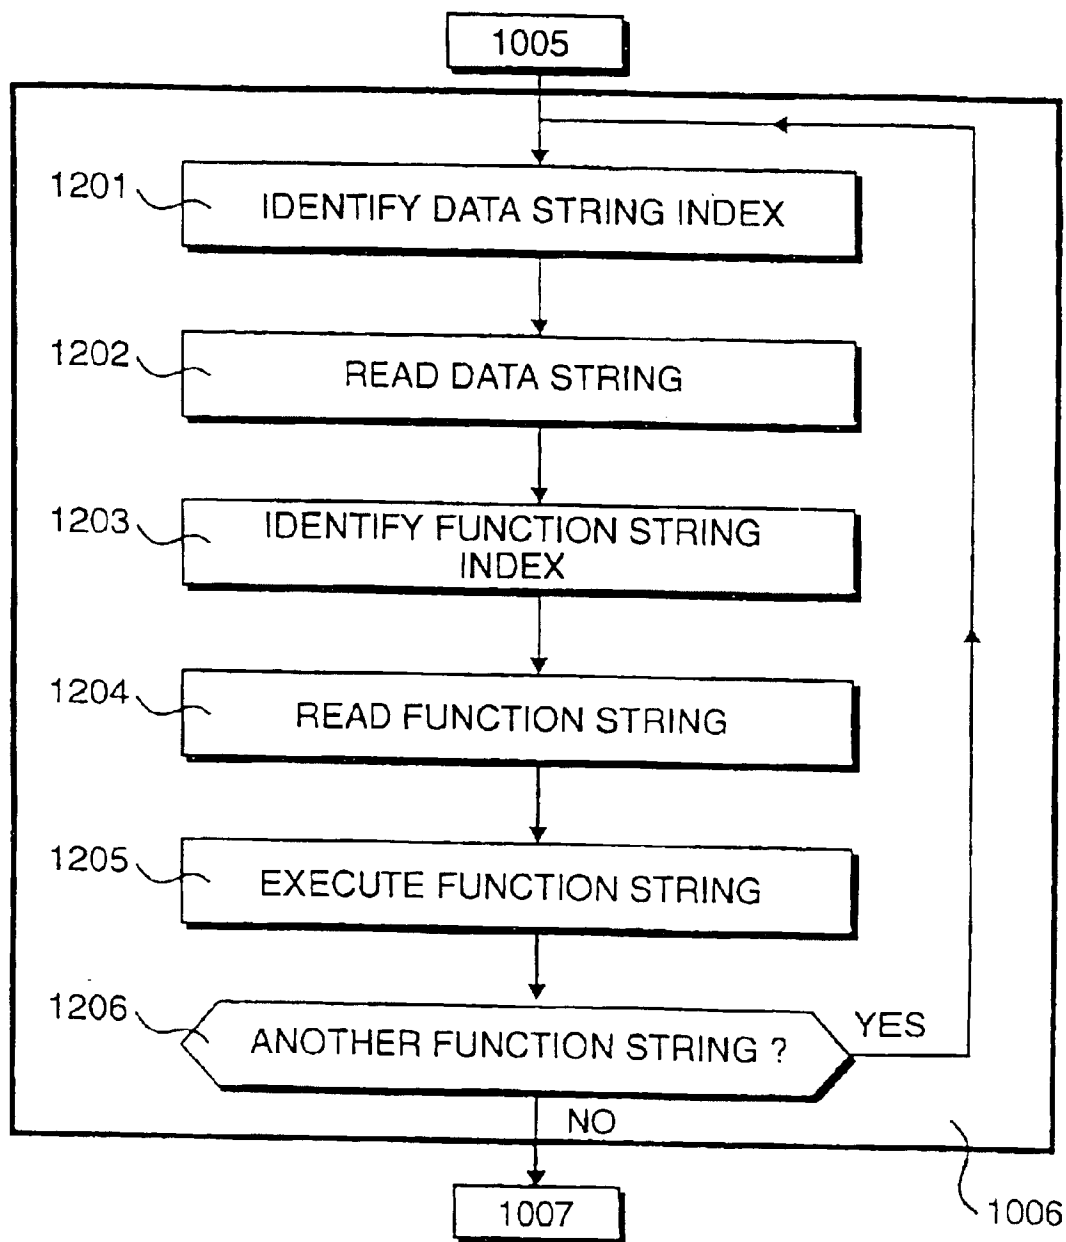 1005
1201
IDENTIFY DATA STRING INDEX
1202
READ DATA STRING
1203
IDENTIFY FUNCTION STRING
INDEX
1204
READ FUNCTION STRING
1205
EXECUTE FUNCTION STRING
1206
ANOTHER FUNCTION STRING ?
YES
NO
1007
1006